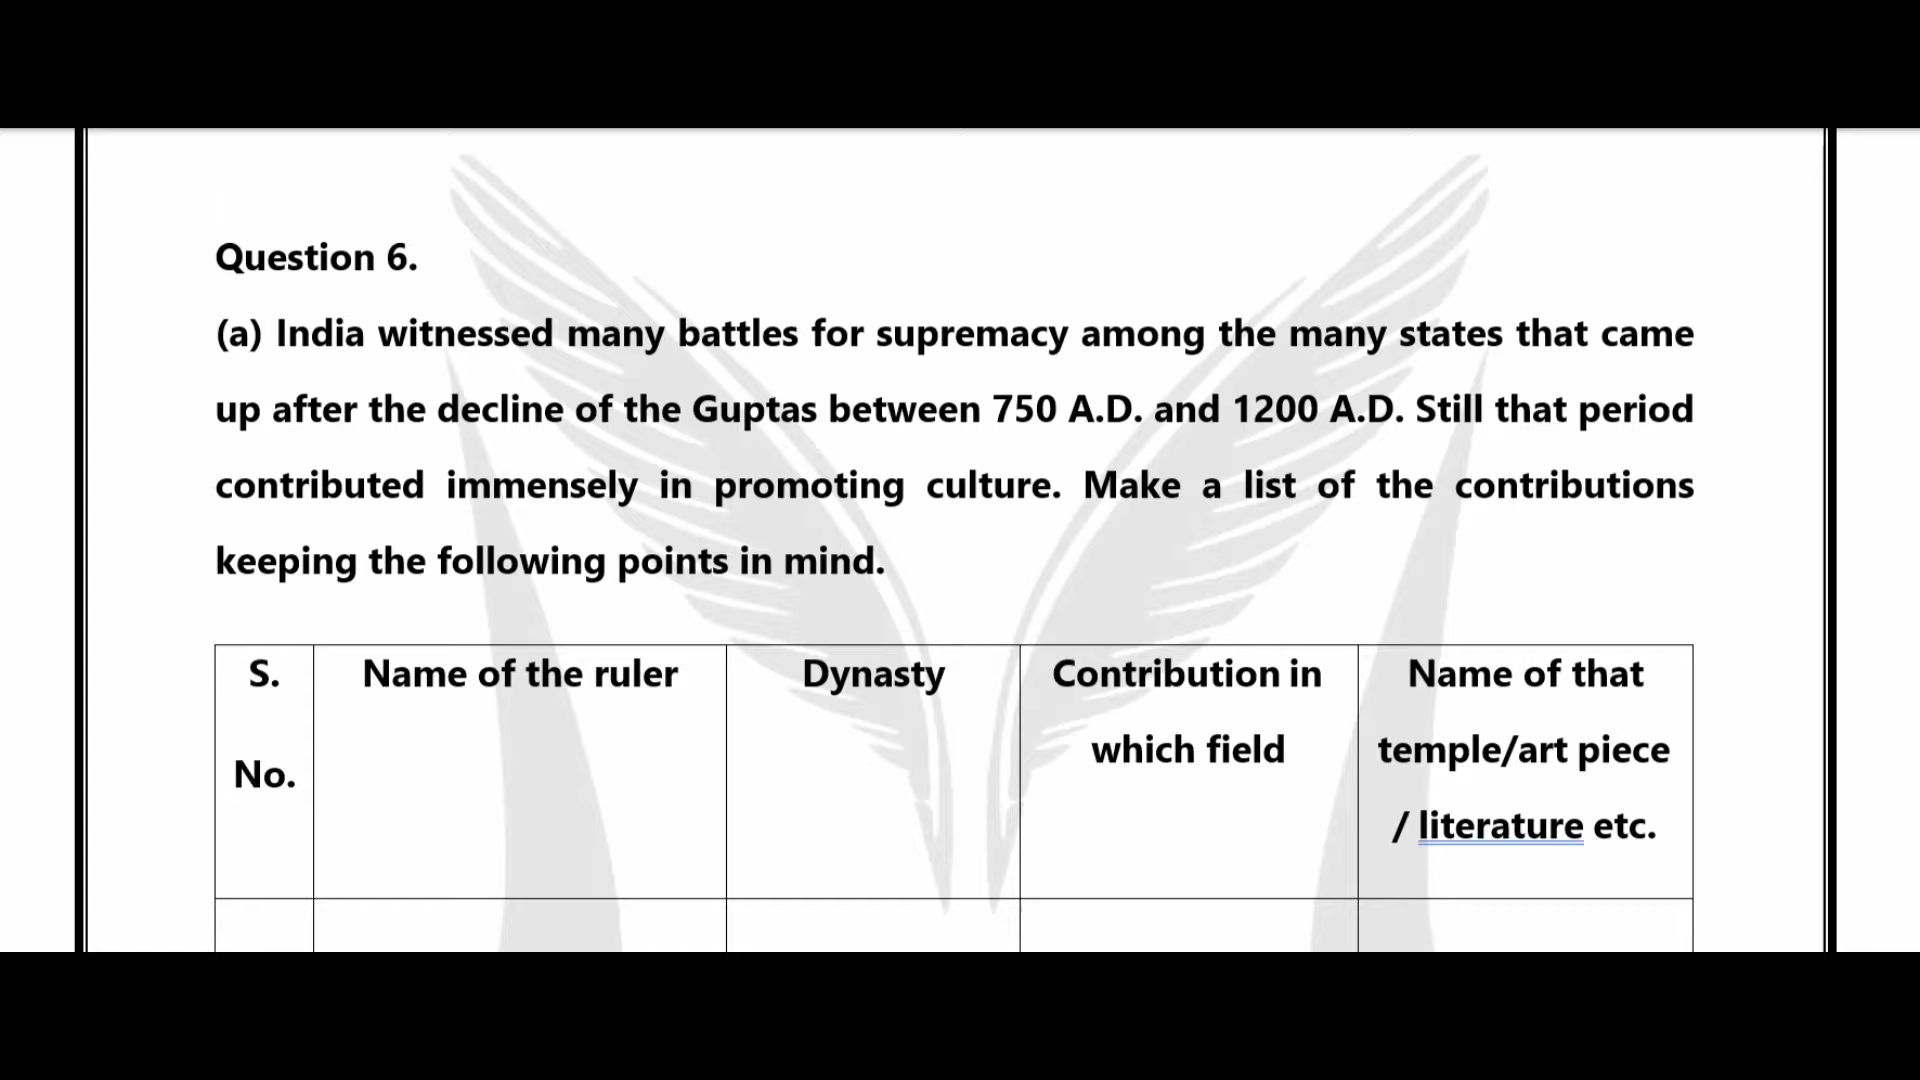 Question 6.
(a) India witnessed many battles for supremacy among the many states that came
up after the decline of the Guptas between 750 A.D. and 1200 A.D. Still that period
contributed immensely in promoting culture. Make a list of the contributions
keeping the following points in mind.
S.
No.
Name of the ruler
Dynasty
Contribution in
which field
Name of that
temple/art piece
/ literature etc.